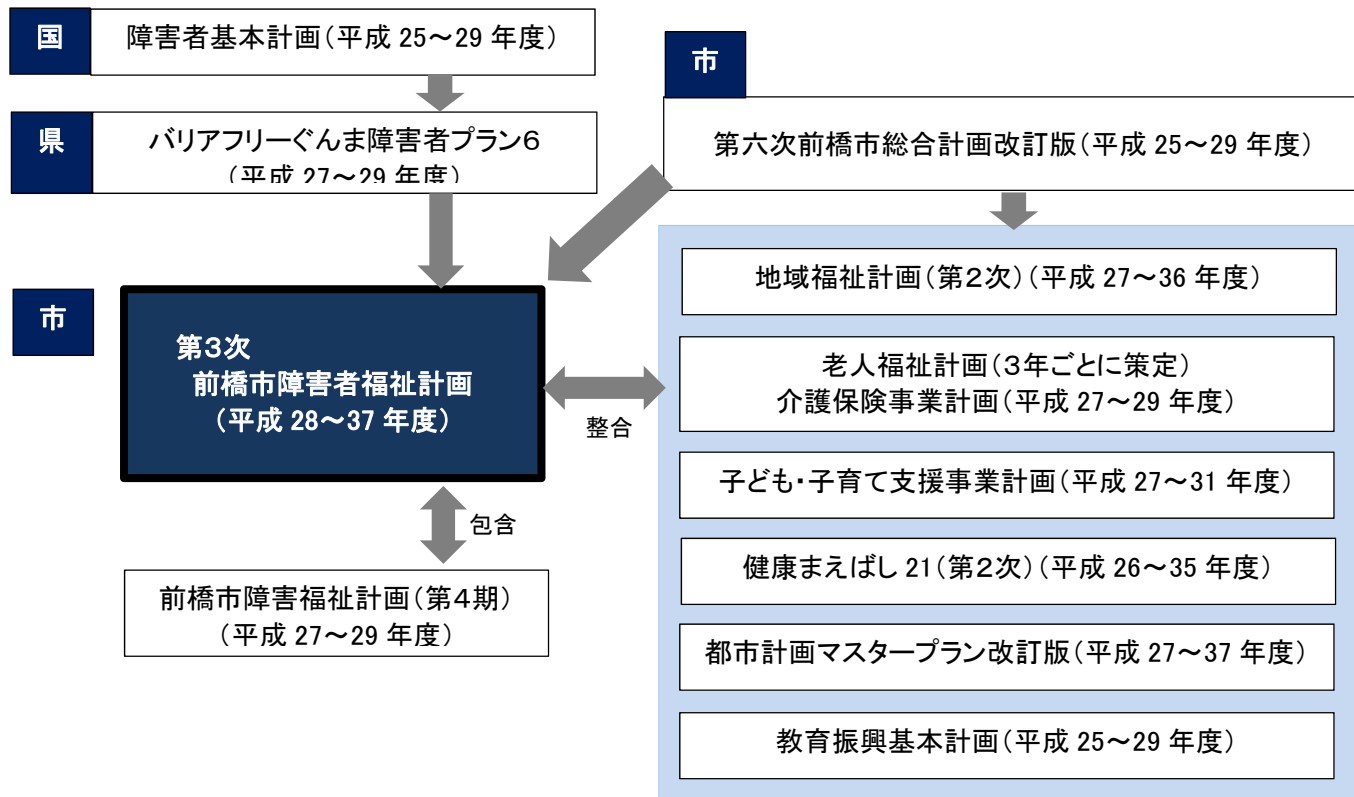 国
障害者基本計画(平成 25～29 年度)
県
バリアフリーぐんま障害者プラン６
(平成 27～29 年度)
市
第六次前橋市総合計画改訂版(平成 25～29 年度)
市
第３次
前橋市障害者福祉計画
(平成 28～37 年度)
整合
包含
前橋市障害福祉計画(第４期)
(平成 27～29 年度)
地域福祉計画(第２次)(平成 27～36 年度)
老人福祉計画(３年ごとに策定)
介護保険事業計画(平成 27～29 年度)
子ども・子育て支援事業計画(平成 27～31 年度)
健康まえばし 21(第２次)(平成 26～35 年度)
都市計画マスタープラン改訂版(平成 27～37 年度)
教育振興基本計画(平成 25～29 年度)